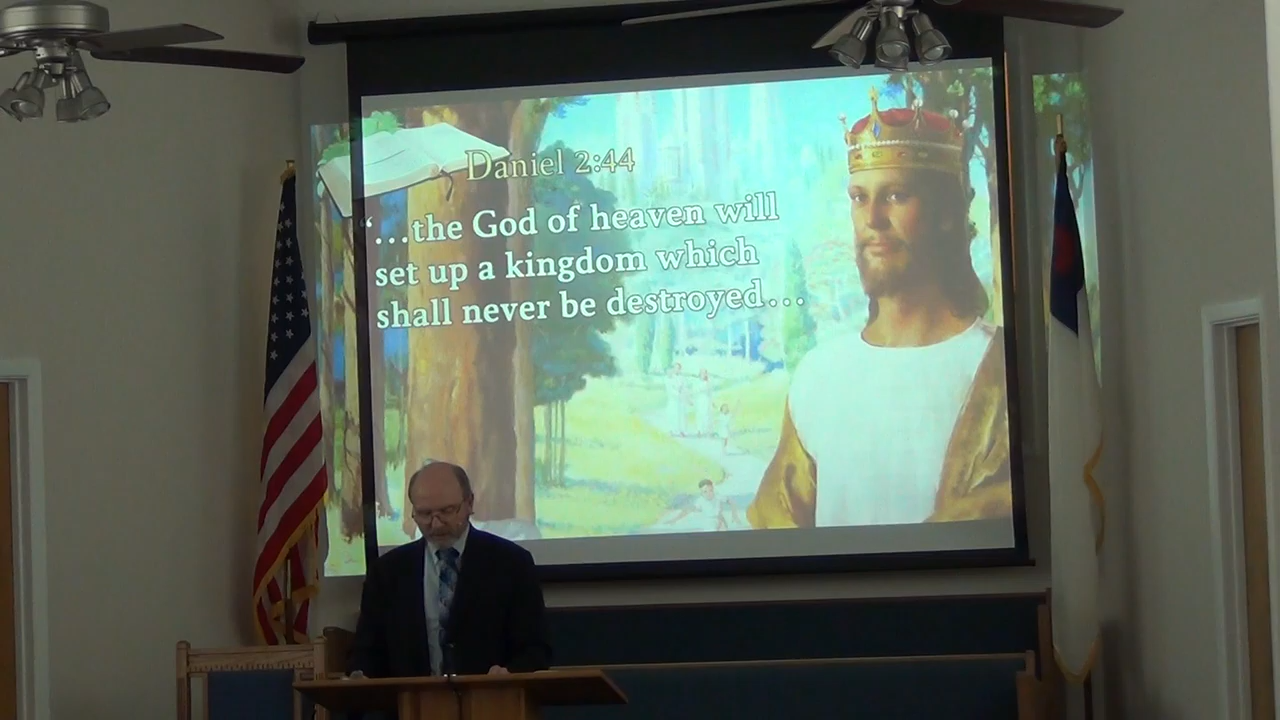 Daniel 2:44
“…the God of heaven will
set up a kingdom which
shall never be destroyed…